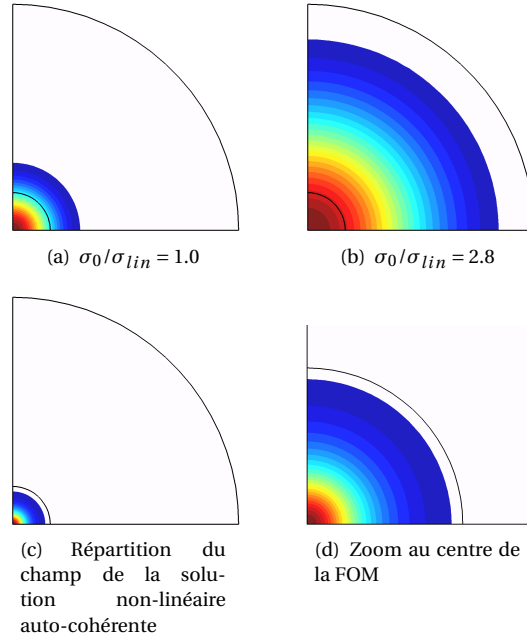 (a) σ0/σlin = 1.0
(b) σ0/σlin = 2.8
(c) Répartition du
champ de la solu-
tion non-linéaire
auto-cohérente
(d) Zoom au centre de
la FOM